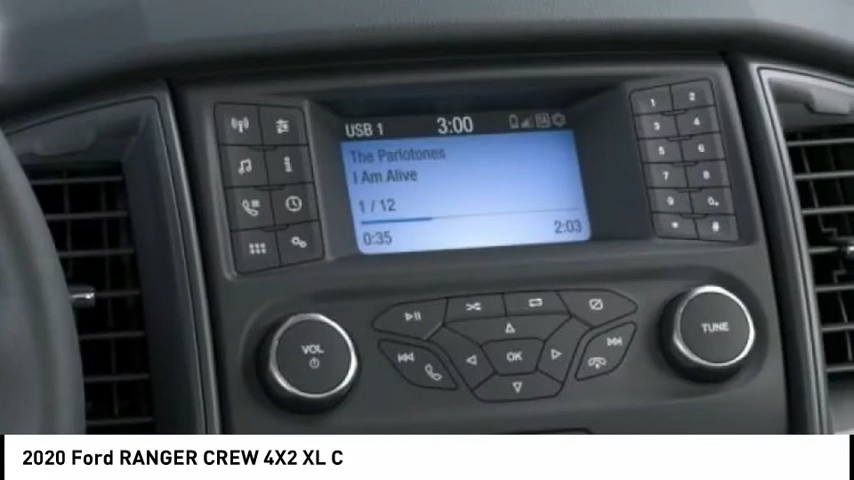 USB 1 3:00
The Parlotones
I Am Alive
1 / 12
0:35 2:03
1 2
3 4
5 6
7 8
9 0+
* #
VOL
OK
TUNE
2020 Ford RANGER CREW 4X2 XL C